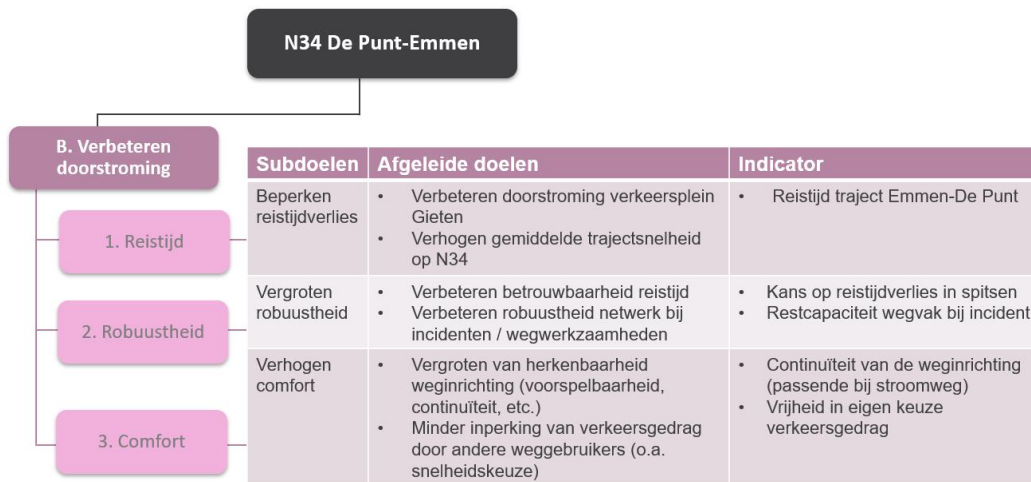 N34 De Punt-Emmen
B. Verbeteren
doorstroming
1. Reistijd
2. Robuustheid
3. Comfort
Subdoelen Afgeleide doelen Indicator
Beperken
reistijdverlies
• Verbeteren doorstroming verkeersplein
Gieten
• Verhogen gemiddelde trajectsnelheid
op N34
• Reistijd traject Emmen-De Punt
Vergroten
robuustheid
• Verbeteren betrouwbaarheid reistijd
• Verbeteren robuustheid netwerk bij
incidenten / wegwerkzaamheden
• Kans op reistijdverlies in spitsen
• Restcapaciteit wegvak bij incident
Verhogen
comfort
• Vergroten van herkenbaarheid
weginrichting (voorspelbaarheid,
continuïteit, etc.)
• Minder inperking van verkeersgedrag
door andere weggebruikers (o.a.
snelheidskeuze)
• Continuïteit van de weginrichting
(passende bij stroomweg)
• Vrijheid in eigen keuze
verkeersgedrag